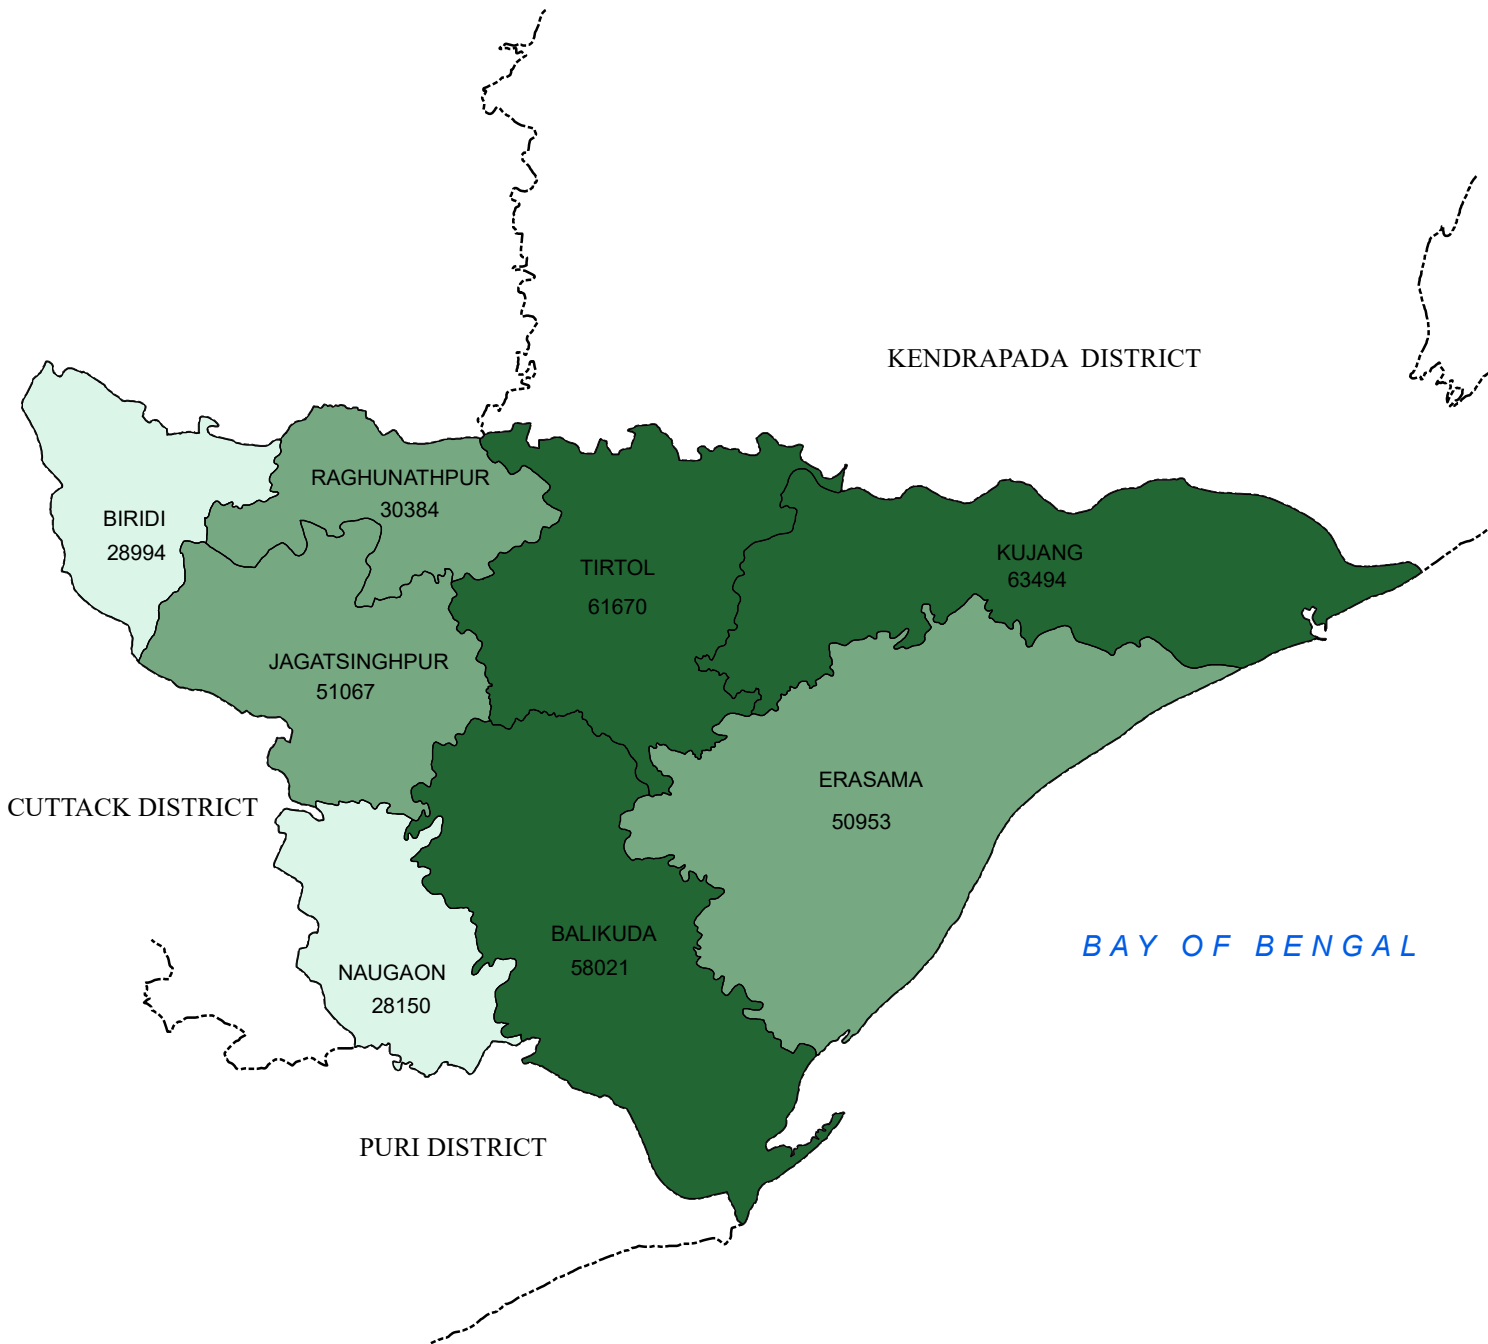 KENDRAPADA DISTRICT
RAGHUNATHPUR
30384
BIRIDI
28994
TIRTOL
61670
KUJANG
63494
JAGATSINGHPUR
51067
ERASAMA
50953
CUTTACK DISTRICT
BALIKUDA
58021
BAY OF BENGAL
NAUGAON
28150
PURI DISTRICT